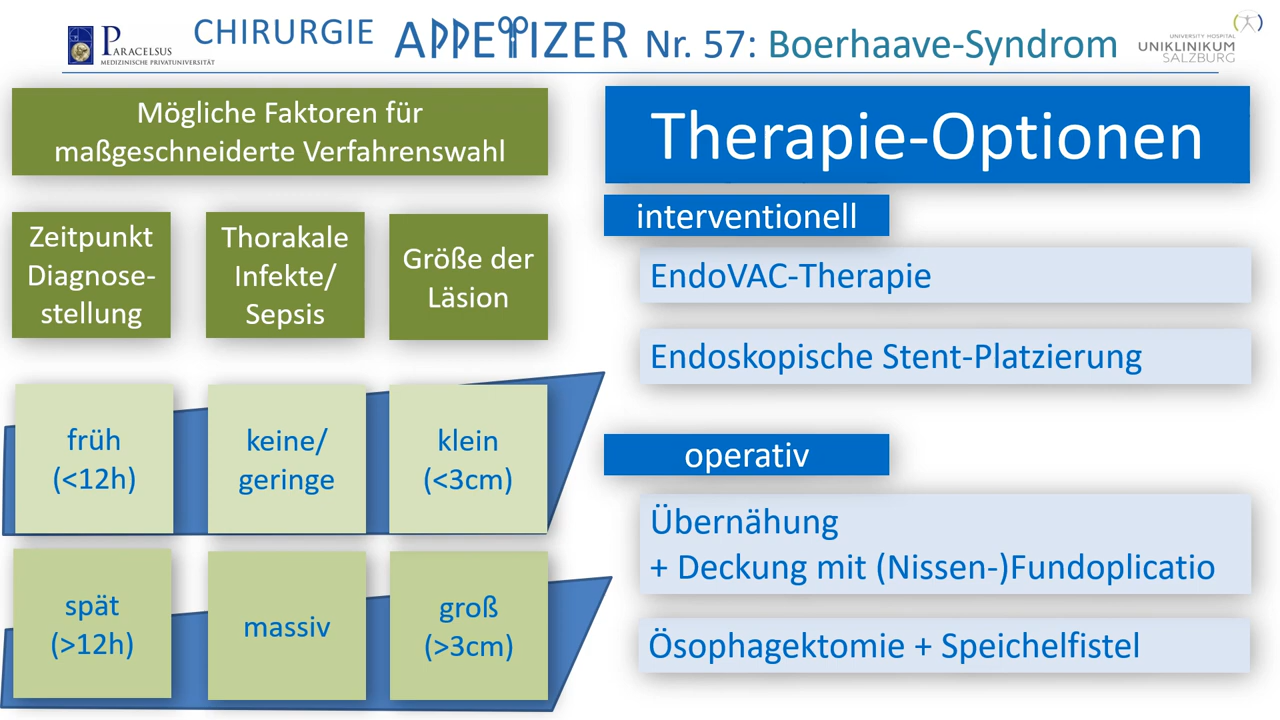 PARACELSUS
MEDIZINISCHE PRIVATUNIVERSITÄT
CHIRURGIE APPETIZER Nr. 57: Boerhaave-Syndrom
UNIVERSITY HOSPITAL
UNIKLINIKUM
SALZBURG
Mögliche Faktoren für
maßgeschneiderte Verfahrenswahl
Zeitpunkt
Diagnose-
stellung
Thorakale
Infekte/
Sepsis
Größe der
Läsion
früh
(<12h)
keine/
geringe
klein
(<3cm)
spät
(>12h)
massiv
groß
(>3cm)
Therapie-Optionen
interventionell
EndoVAC-Therapie
Endoskopische Stent-Platzierung
operativ
Übernähung
+ Deckung mit (Nissen-)Fundoplicatio
Ösophagektomie + Speichelfistel